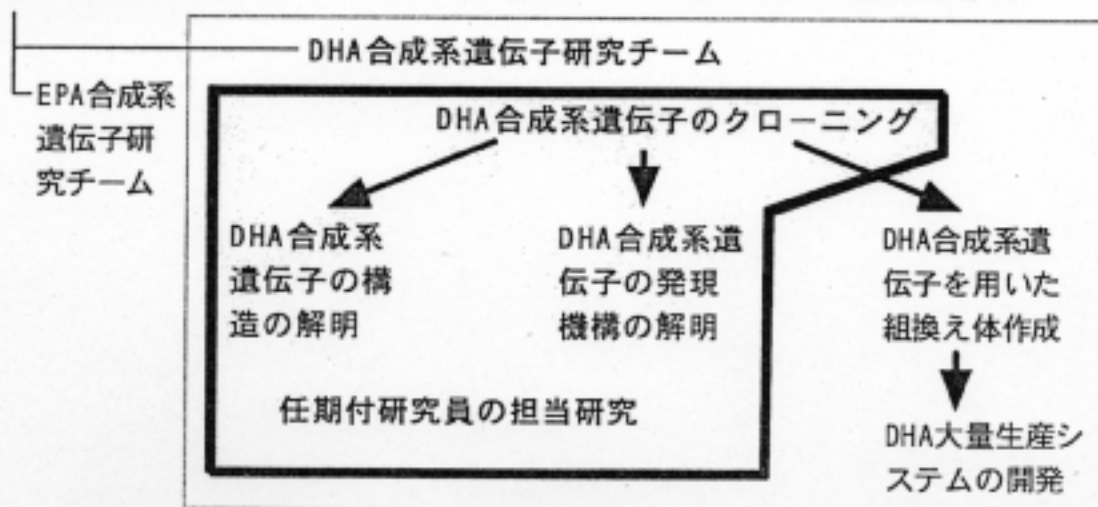 DHA合成系遺伝子研究チーム
EPA合成系
遺伝子研
究チーム
DHA合成系遺伝子のクローニング
DHA合成系
遺伝子の構
造の解明
DHA合成系遺
伝子の発現
機構の解明
DHA合成系遺
伝子を用いた
組換え体作成
任期付研究員の担当研究
DHA大量生産シ
ステムの開発